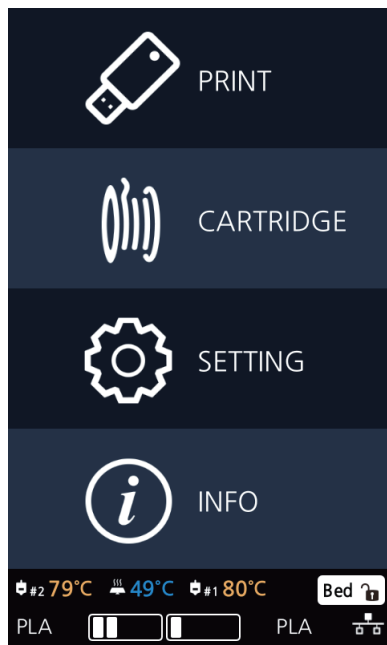 PRINT
CARTRIDGE
SETTING
i
INFO
#2 79°C 49°C #1 80°C Bed
PLA PLA